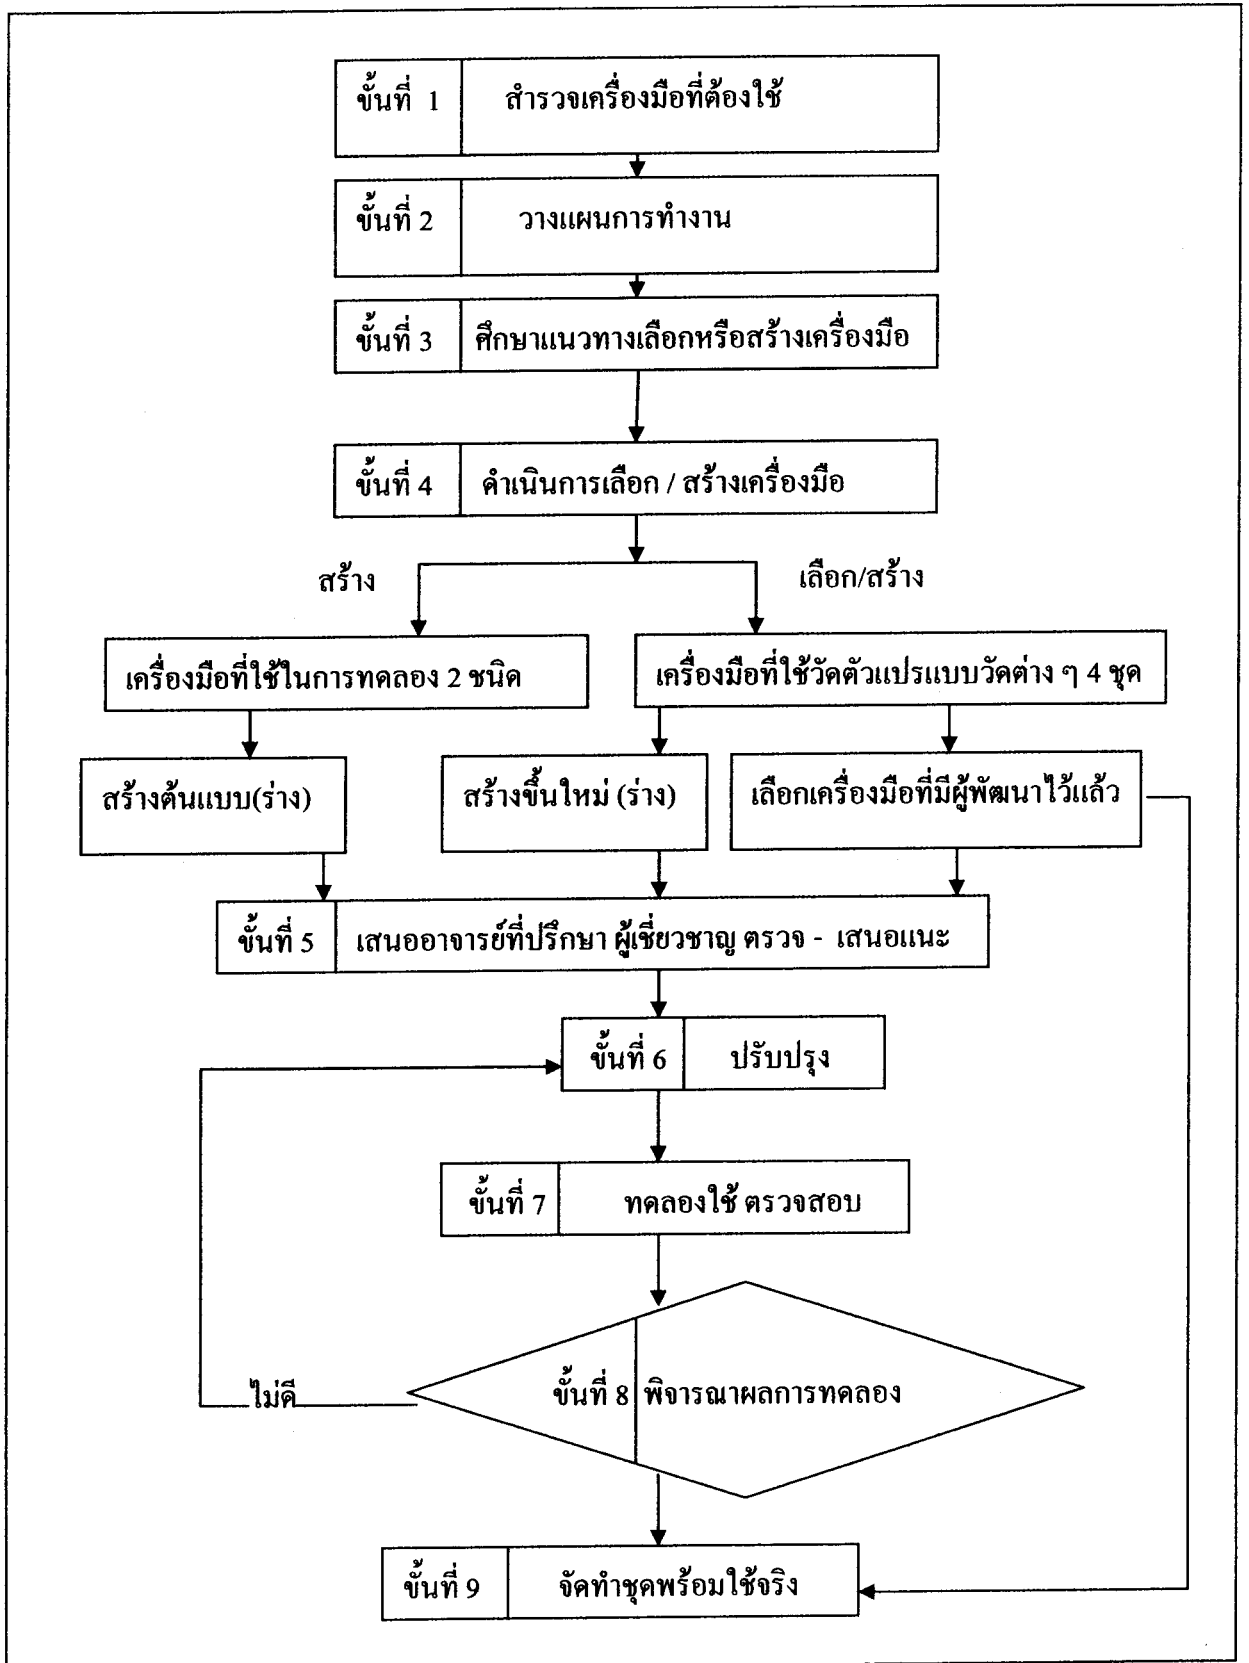 ขั้นที่ 1 สำรวจเครื่องมือที่ต้องใช้
ขั้นที่ 2 วางแผนการทำงาน
ขั้นที่ 3 ศึกษาแนวทางเลือกหรือสร้างเครื่องมือ
ขั้นที่ 4 ดำเนินการเลือก / สร้างเครื่องมือ
สร้าง เลือก/สร้าง
เครื่องมือที่ใช้ในการทดลอง 2 ชนิด เครื่องมือที่ใช้วัดตัวแปรแบบวัดต่าง ๆ 4 ชุด
สร้างต้นแบบ(ร่าง) สร้างขึ้นใหม่ (ร่าง) เลือกเครื่องมือที่มีผู้พัฒนาไว้แล้ว
ขั้นที่ 5 เสนออาจารย์ที่ปรึกษา ผู้เชี่ยวชาญ ตรวจ - เสนอแนะ
ขั้นที่ 6 ปรับปรุง
ขั้นที่ 7 ทดลองใช้ ตรวจสอบ
ไม่ดี ขั้นที่ 8 พิจารณาผลการทดลอง
ขั้นที่ 9 จัดทำชุดพร้อมใช้จริง